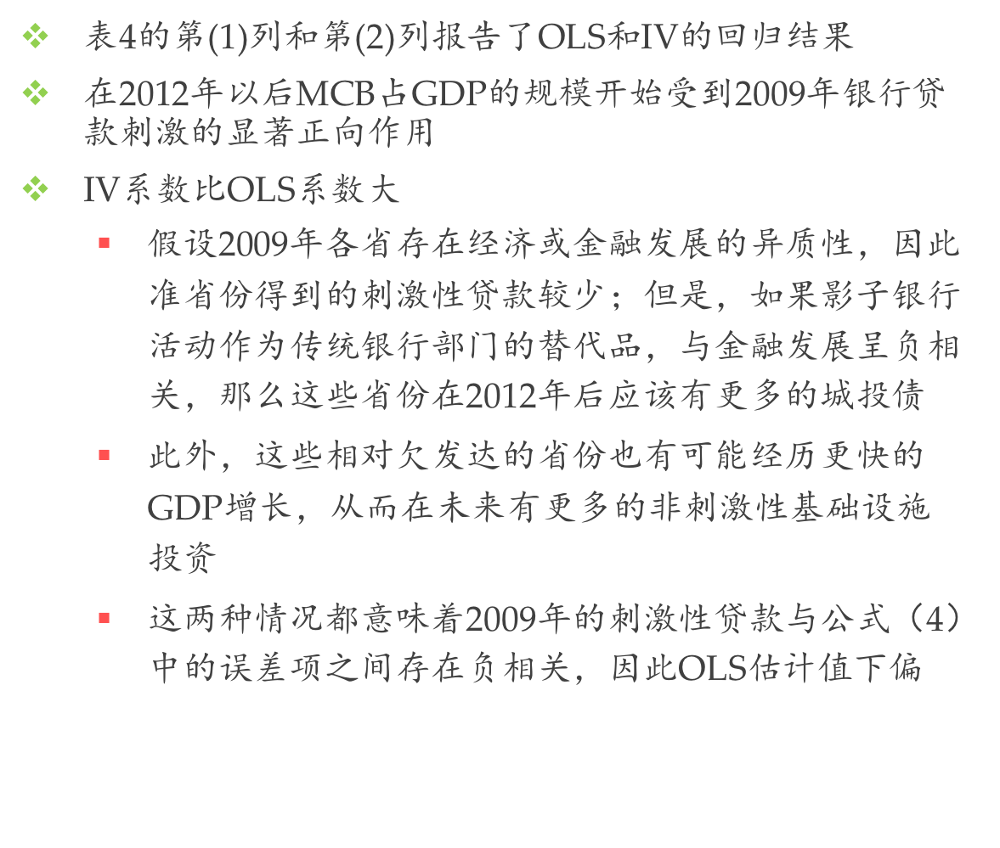 表4的第(1)列和第(2)列报告了OLS和IV的回归结果
在2012年以后MCB占GDP的规模开始受到2009年银行贷
款刺激的显著正向作用
IV系数比OLS系数大
假设2009年各省存在经济或金融发展的异质性，因此
准省份得到的刺激性贷款较少；但是，如果影子银行
活动作为传统银行部门的替代品，与金融发展呈负相
关，那么这些省份在2012年后应该有更多的城投债
此外，这些相对欠发达的省份也有可能经历更快的
GDP增长，从而在未来有更多的非刺激性基础设施
投资
这两种情况都意味着2009年的刺激性贷款与公式（4）
中的误差项之间存在负相关，因此OLS估计值下偏